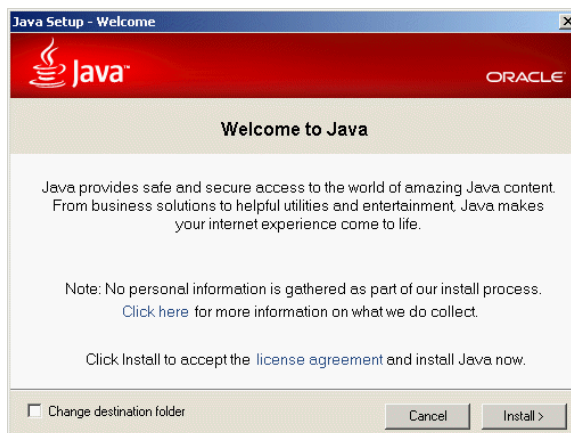 Java Setup - Welcome
Java™
ORACLE
Welcome to Java
Java provides safe and secure access to the world of amazing Java content.
From business solutions to helpful utilities and entertainment, Java makes
your internet experience come to life.
Note: No personal information is gathered as part of our install process.
Click here for more information on what we do collect.
Click Install to accept the license agreement and install Java now.
Change destination folder
Cancel
Install >